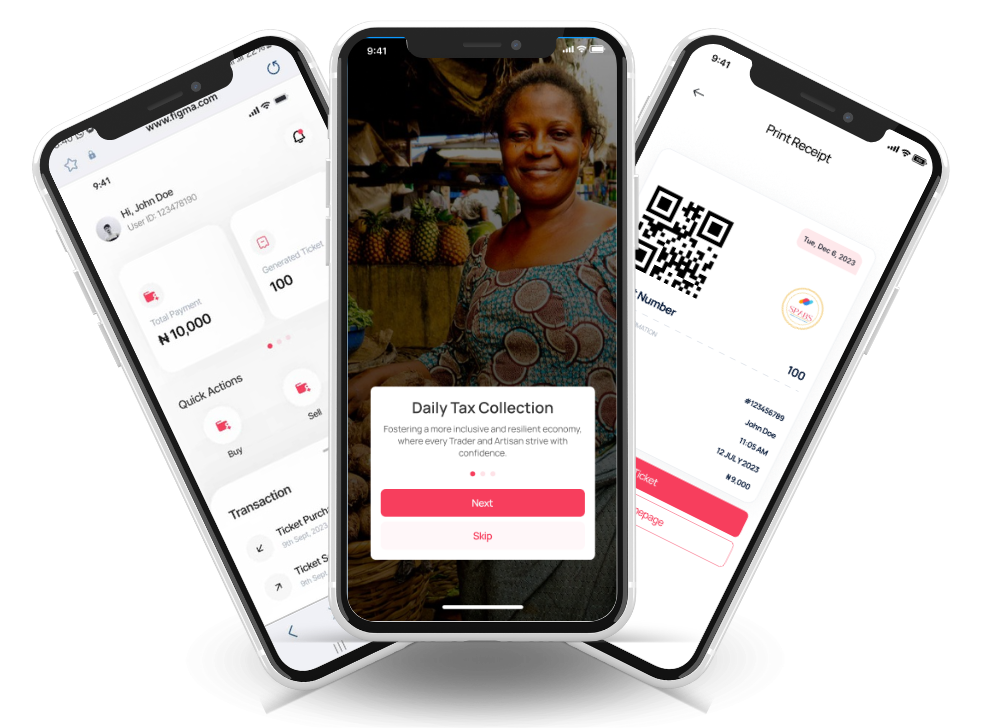 www.figma.com
9:41
Hi, John Doe
User ID: 123478190
Total Payment
₦ 10,000
Generated Ticket
100
Quick Actions
Buy
Sell
Transaction
Ticket Purch
9th Sept, 2023
Ticket S
9th Sept,
9:41
Daily Tax Collection
Fostering a more inclusive and resilient economy,
where every Trader and Artisan strive with
confidence.
Next
Skip
9:41
Print Receipt
Tue, Dec 6, 2023
Number
100
#123456789
John Doe
11:05 AM
12 JULY 2023
₦9,000